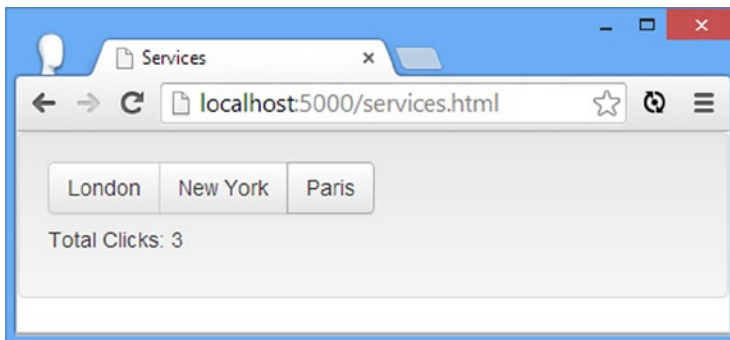 Services
localhost:5000/services.html
London New York Paris
Total Clicks: 3